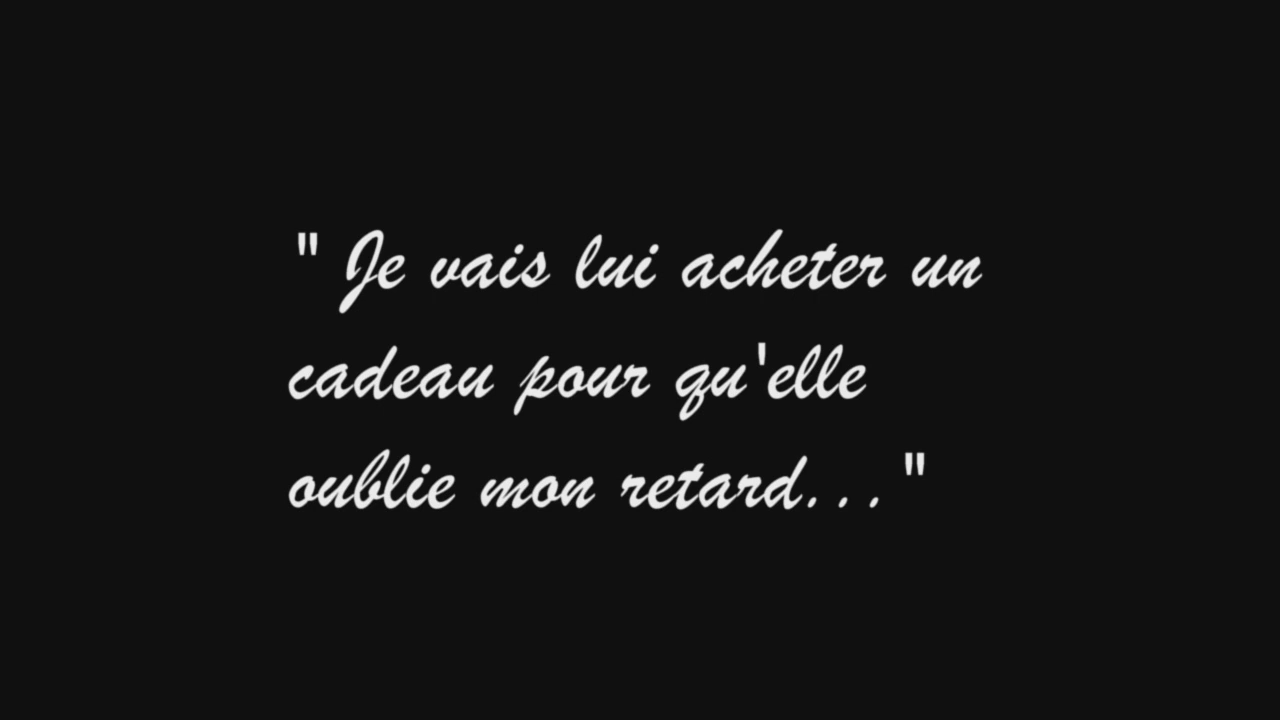 " Je vais lui acheter un
cadeau pour qu'elle
oublie mon retard..."